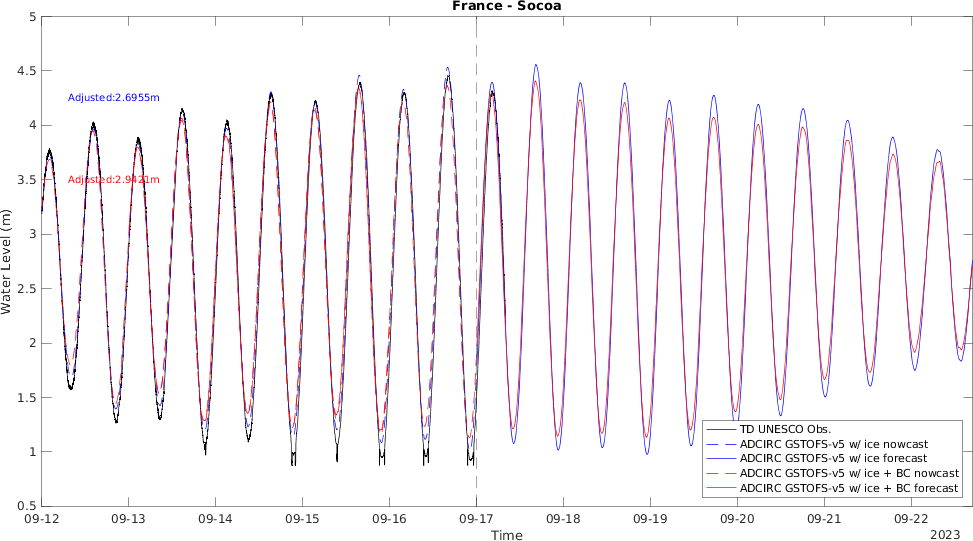 France - Socoa
5
4.5
4
3.5
3
2.5
2
1.5
1
0.5
Water Level (m)
Adjusted:2.6955m
Adjusted:2.9421m
TD UNESCO Obs.
ADCIRC GSTOFS-v5 w/ ice nowcast
ADCIRC GSTOFS-v5 w/ ice forecast
ADCIRC GSTOFS-v5 w/ ice + BC nowcast
ADCIRC GSTOFS-v5 w/ ice + BC forecast
09-12 09-13 09-14 09-15 09-16 09-17 09-18 09-19 09-20 09-21 09-22
Time
2023